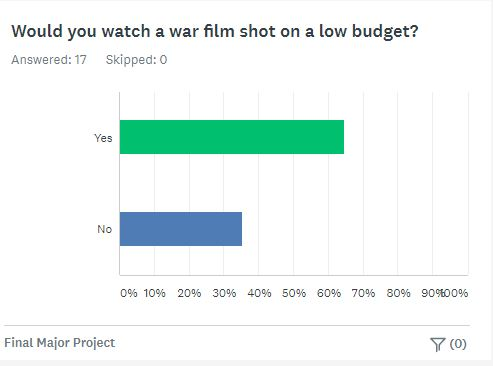 Would you watch a war film shot on a low budget?
Answered: 17 Skipped: 0
Yes
No
0% 10% 20% 30% 40% 50% 60% 70% 80% 90% 100%
Final Major Project (0)